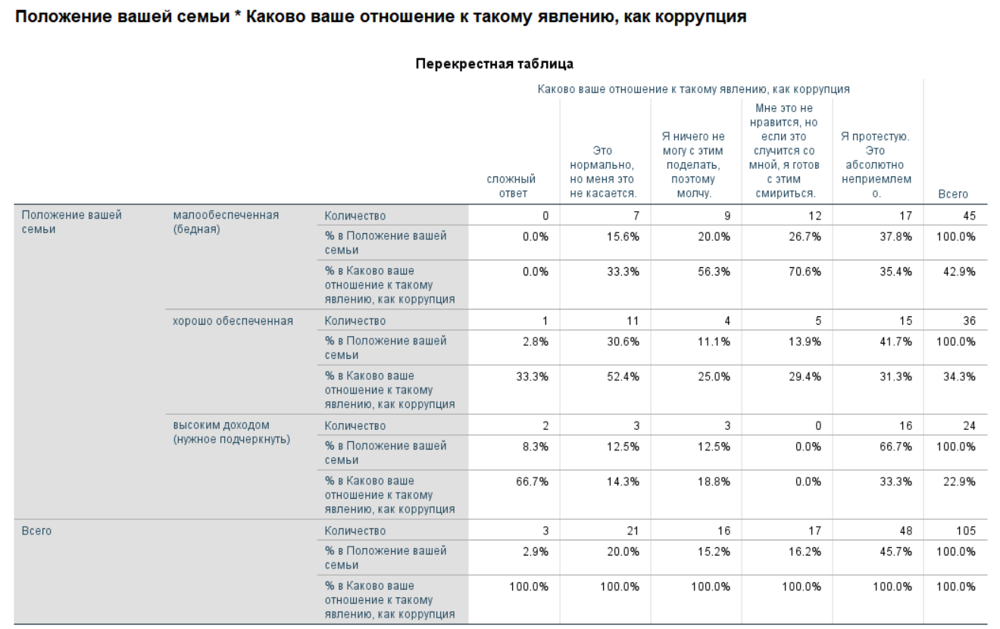 Положение вашей семьи * Каково ваше отношение к такому явлению, как коррупция
Перекрестная таблица
Каково ваше отношение к такому явлению, как коррупция
сложный
ответ
Это
нормально,
но меня это
не касается.
Я ничего не
могу с этим
поделать,
поэтому
молчу.
Мне это не
нравится, но
если это
случится со
мной, я готов
с этим
смириться.
Я протестую.
Это
абсолютно
неприемлем
о.
Всего
Положение вашей
семьи
малообеспеченная
(бедная)
Количество 0 7 9 12 17 45
% в Положение вашей
семьи
0.0% 15.6% 20.0% 26.7% 37.8% 100.0%
% в Каково ваше
отношение к такому
явлению, как коррупция
0.0% 33.3% 56.3% 70.6% 35.4% 42.9%
хорошо обеспеченная
Количество 1 11 4 5 15 36
% в Положение вашей
семьи
2.8% 30.6% 11.1% 13.9% 41.7% 100.0%
% в Каково ваше
отношение к такому
явлению, как коррупция
33.3% 52.4% 25.0% 29.4% 31.3% 34.3%
высоким доходом
(нужное подчеркнуть)
Количество 2 3 3 0 16 24
% в Положение вашей
семьи
8.3% 12.5% 12.5% 0.0% 66.7% 100.0%
% в Каково ваше
отношение к такому
явлению, как коррупция
66.7% 14.3% 18.8% 0.0% 33.3% 22.9%
Всего
Количество 3 21 16 17 48 105
% в Положение вашей
семьи
2.9% 20.0% 15.2% 16.2% 45.7% 100.0%
% в Каково ваше
отношение к такому
явлению, как коррупция
100.0% 100.0% 100.0% 100.0% 100.0% 100.0%